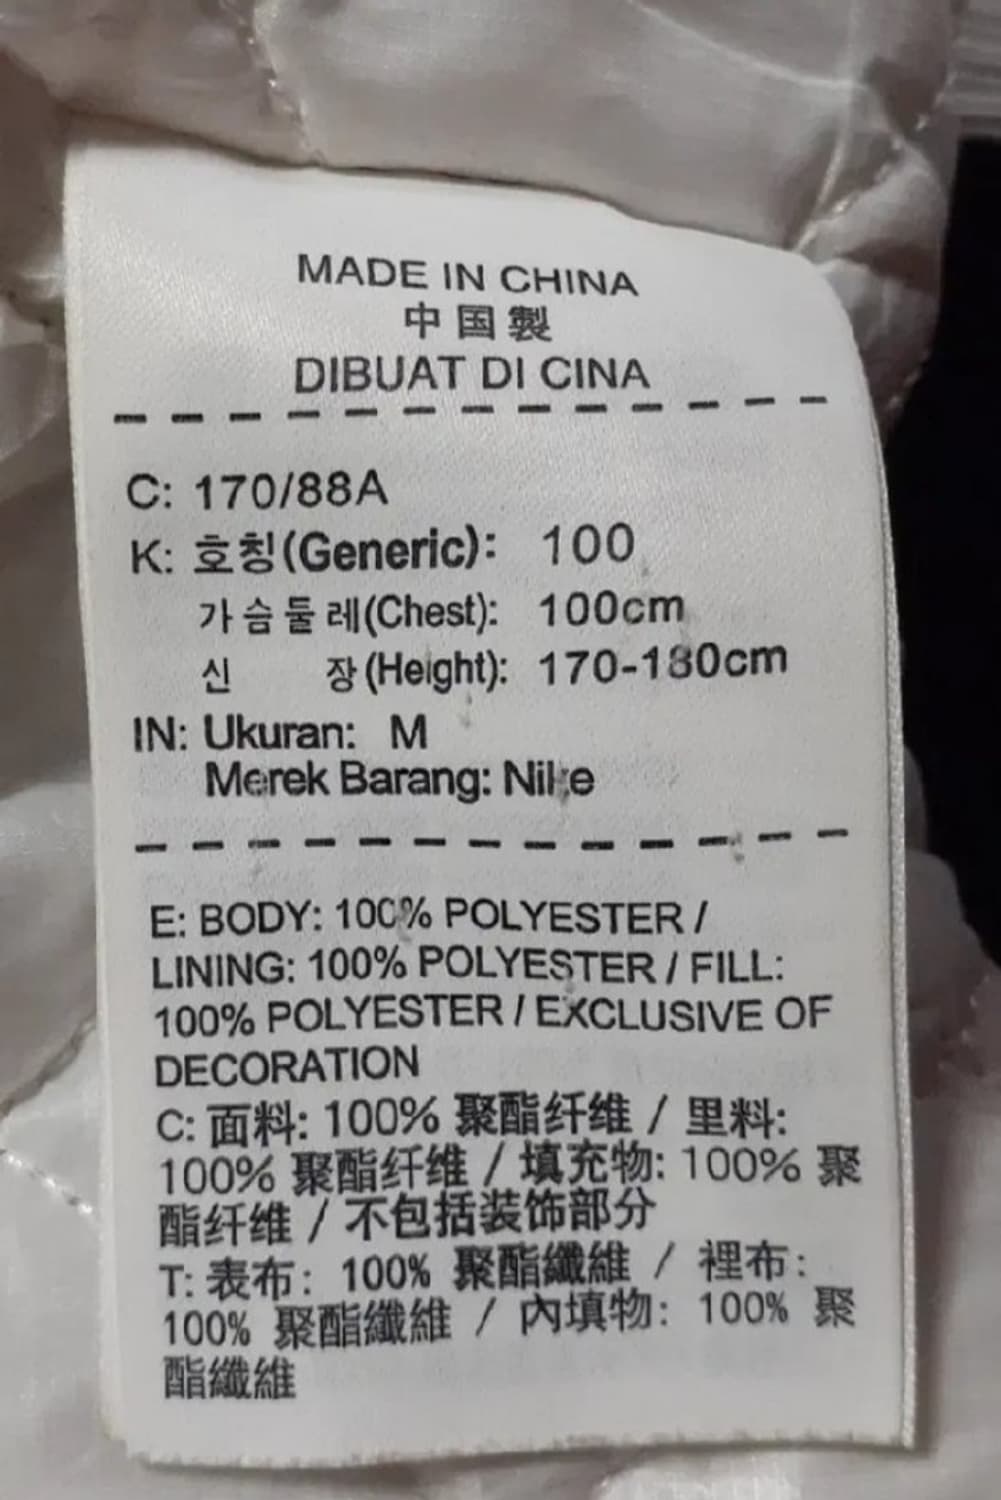 MADE IN CHINA
中国製
DIBUAT DI CINA
C: 170/88A
K: 호칭(Generic): 100
가슴둘레(Chest): 100cm
신 장(Height): 170-180cm
IN: Ukuran: M
Merek Barang: Nike
E: BODY: 100% POLYESTER /
LINING: 100% POLYESTER / FILL:
100% POLYESTER / EXCLUSIVE OF
DECORATION
C: 面料: 100% 聚酯纤维 / 里料:
100% 聚酯纤维 / 填充物: 100% 聚
酯纤维 / 不包括装饰部分
T: 表布: 100% 聚酯纖維 / 裡布:
100% 聚酯纖維 / 內填物: 100% 聚
酯纖維